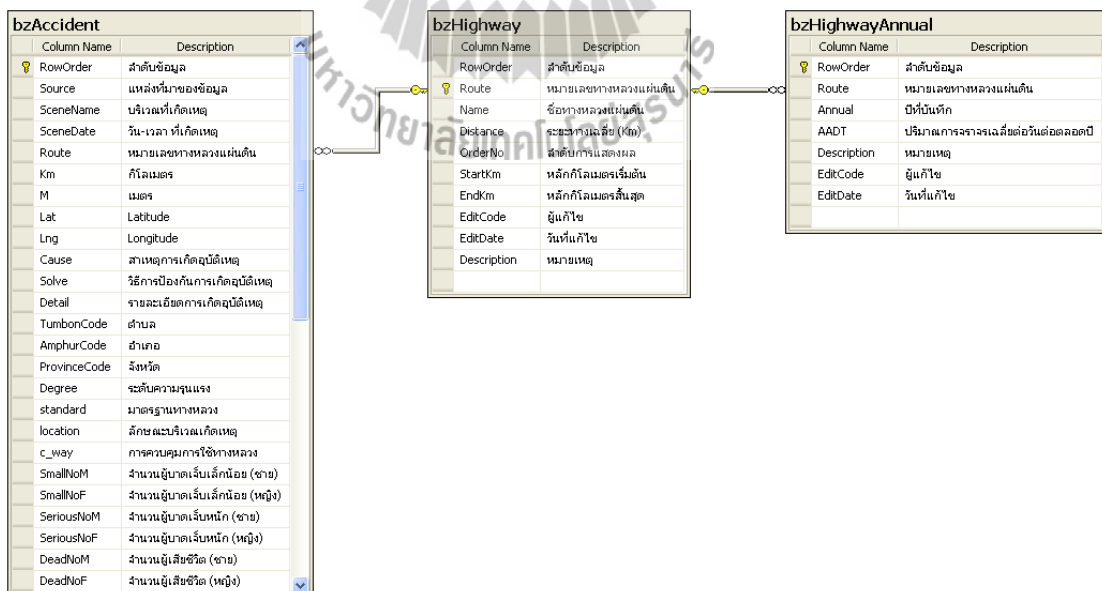 bzAccident
Column Name Description
RowOrder ลำดับข้อมูล
Source แหล่งที่มาของข้อมูล
SceneName บริเวณที่เกิดเหตุ
SceneDate วัน-เวลา ที่เกิดเหตุ
Route หมายเลขทางหลวงแผ่นดิน
Km กิโลเมตร
M เมตร
Lat Latitude
Lng Longitude
Cause สาเหตุการเกิดอุบัติเหตุ
Solve วิธีการป้องกันการเกิดอุบัติเหตุ
Detail รายละเอียดการเกิดอุบัติเหตุ
TumbonCode ตำบล
AmphurCode อำเภอ
ProvinceCode จังหวัด
Degree ระดับความรุนแรง
standard มาตรฐานทางหลวง
location ลักษณะบริเวณเกิดเหตุ
c_way การควบคุมการใช้ทางหลวง
SmallNoM จำนวนผู้บาดเจ็บเล็กน้อย (ชาย)
SmallNoF จำนวนผู้บาดเจ็บเล็กน้อย (หญิง)
SeriousNoM จำนวนผู้บาดเจ็บหนัก (ชาย)
SeriousNoF จำนวนผู้บาดเจ็บหนัก (หญิง)
DeadNoM จำนวนผู้เสียชีวิต (ชาย)
DeadNoF จำนวนผู้เสียชีวิต (หญิง)
bzHighway
Column Name Description
RowOrder ลำดับข้อมูล
Route หมายเลขทางหลวงแผ่นดิน
Name ชื่อทางหลวงแผ่นดิน
Distance ระยะทางเฉลี่ย (Km)
OrderNo ลำดับการแสดงผล
StartKm หลักกิโลเมตรเริ่มต้น
EndKm หลักกิโลเมตรสิ้นสุด
EditCode ผู้แก้ไข
EditDate วันที่แก้ไข
Description หมายเหตุ
bzHighwayAnnual
Column Name Description
RowOrder ลำดับข้อมูล
Route หมายเลขทางหลวงแผ่นดิน
Annual ปีที่บันทึก
AADT ปริมาณการจราจรเฉลี่ยต่อวันต่อตลอดปี
Description หมายเหตุ
EditCode ผู้แก้ไข
EditDate วันที่แก้ไข
มหาวิทยาลัยเทคโนโลยีสุรนารี